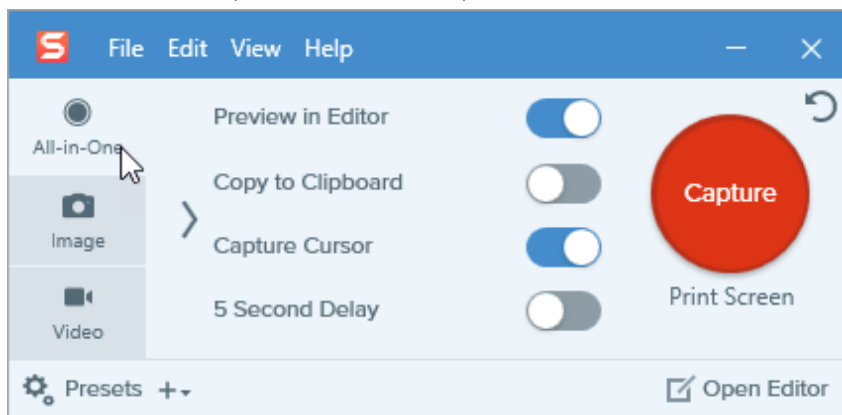 S File Edit View Help
All-in-One
Image
Video
Preview in Editor
Copy to Clipboard
Capture Cursor
5 Second Delay
Capture
Print Screen
Presets
Open Editor